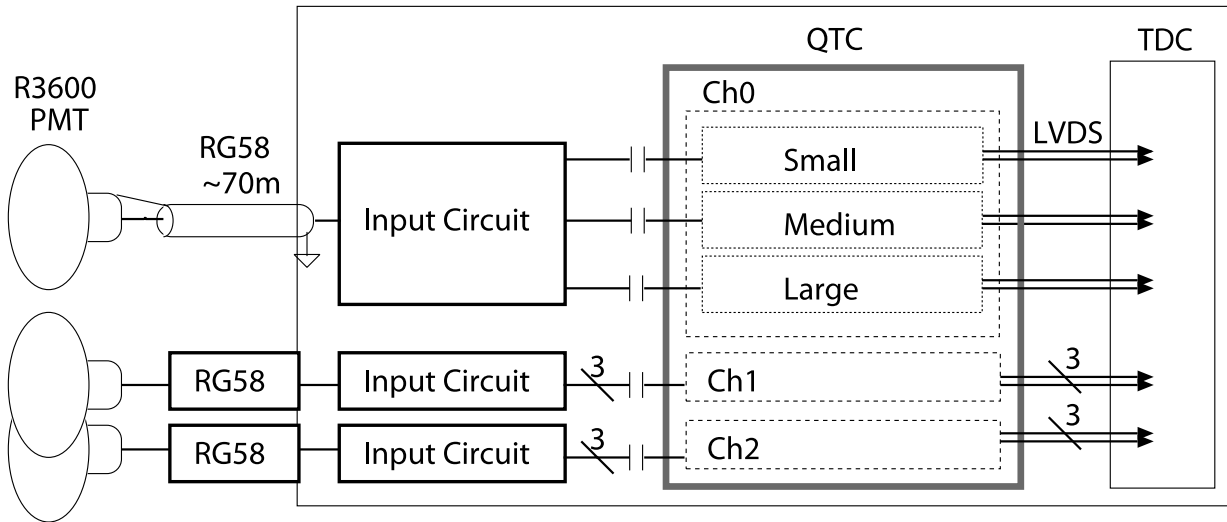 QTC
TDC
R3600
PMT
Ch0
RG58
~70m
LVDS
Input Circuit
Small
Medium
Large
RG58
Input Circuit
3
Ch1
3
RG58
Input Circuit
3
Ch2
3